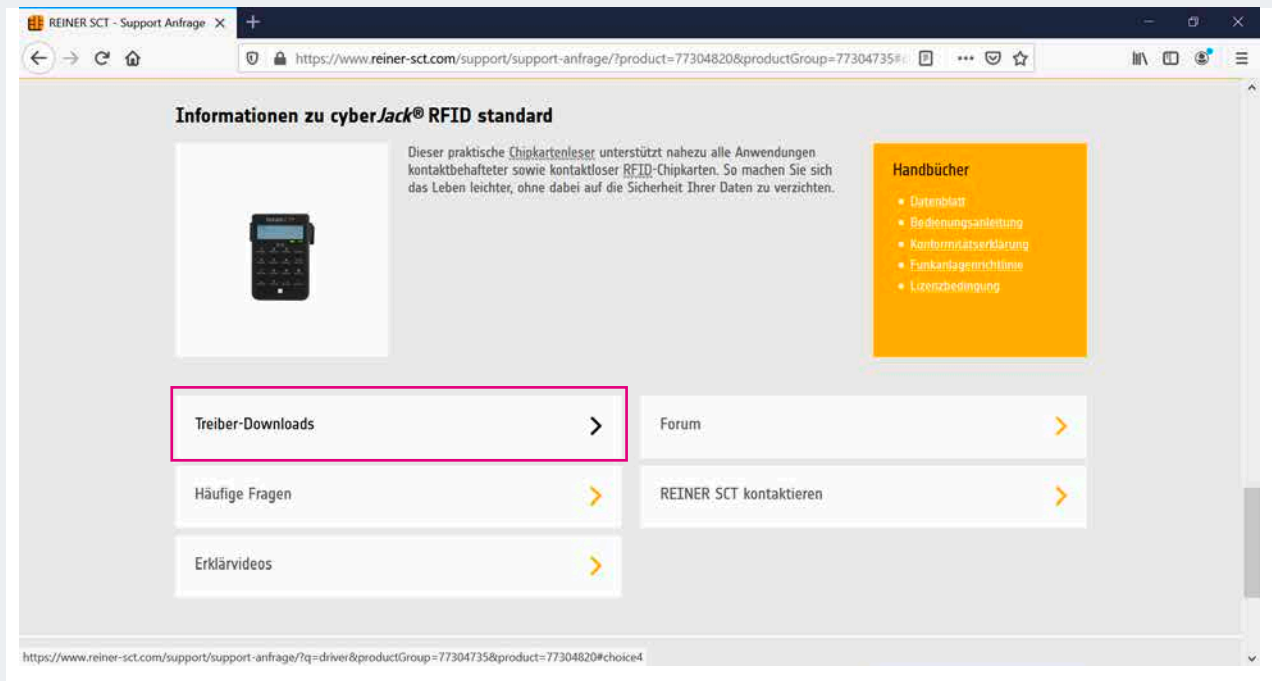 REINER SCT - Support Anfrage
https://www.reiner-sct.com/support/support-anfrage/?product=77304820&productGroup=77304735#
Informationen zu cyberJack® RFID standard
Dieser praktische Chipkartenleser unterstützt nahezu alle Anwendungen
kontaktbehafteter sowie kontaktloser RFID-Chipkarten. So machen Sie sich
das Leben leichter, ohne dabei auf die Sicherheit Ihrer Daten zu verzichten.
Handbücher
Datenblatt
Bedienungsanleitung
Konformitätserklärung
Funkanlagenrichtlinie
Lizenzbedingung
Treiber-Downloads
Forum
Häufige Fragen
REINER SCT kontaktieren
Erklärvideos
https://www.reiner-sct.com/support/support-anfrage/?q=driver&productGroup=77304735&product=77304820#choice4